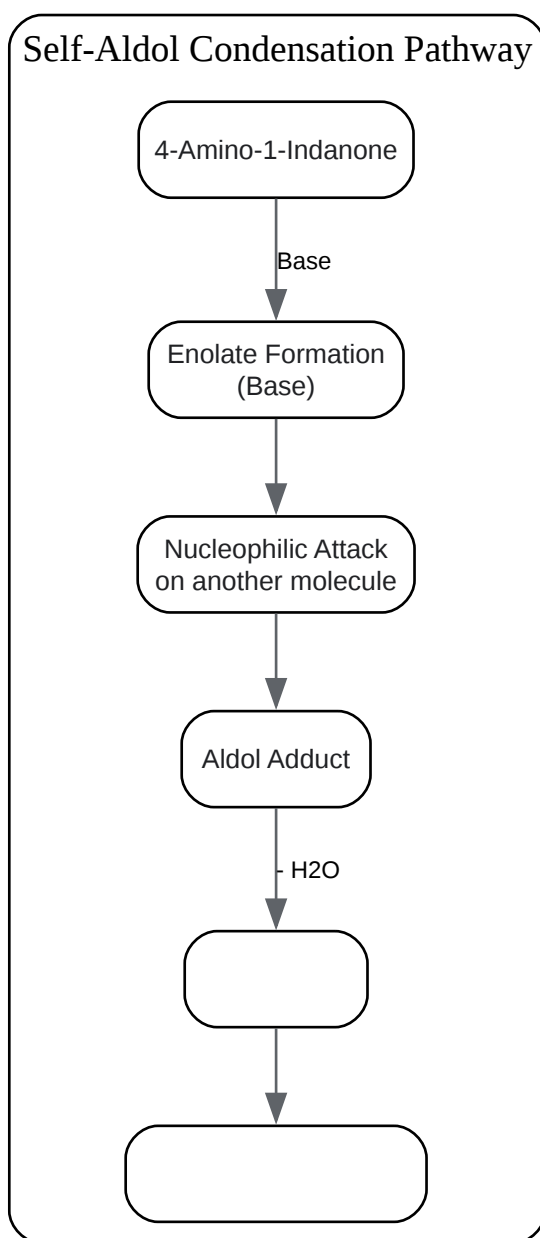 Self-Aldol Condensation Pathway
4-Amino-1-Indanone
Base
Enolate Formation
(Base)
Nucleophilic Attack
on another molecule
Aldol Adduct
- H2O